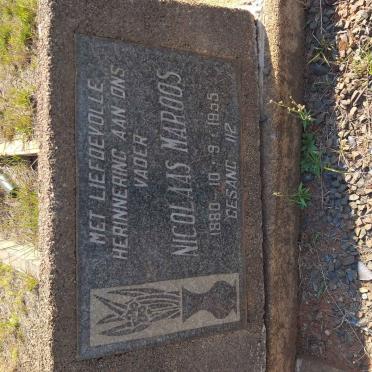 MET LIEFDEVOLLE
HERINNERING AAN ONS
VADER
NICOLAAS MAROOS
1880 - 10 - 9 - 1955
GESANG 112